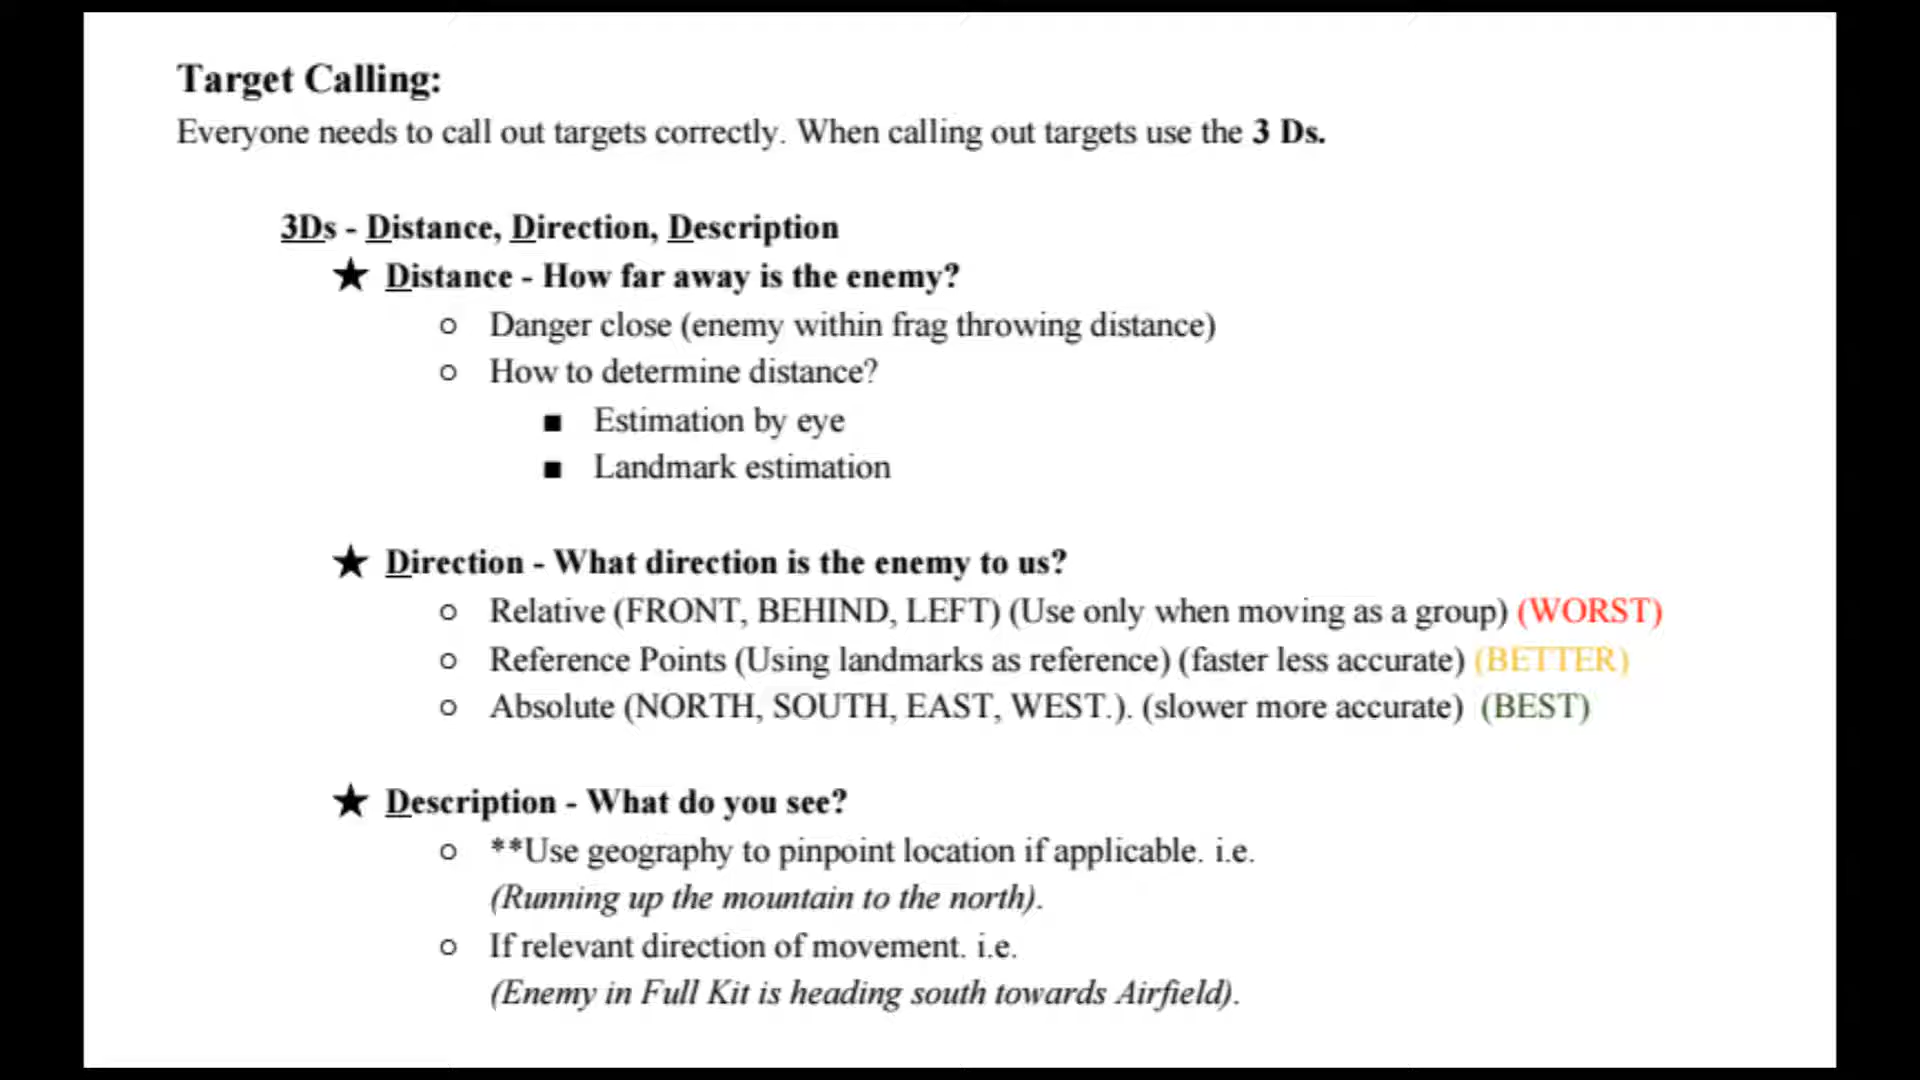 Target Calling:
Everyone needs to call out targets correctly. When calling out targets use the 3 Ds.
3Ds - Distance, Direction, Description
★ Distance - How far away is the enemy?
○ Danger close (enemy within frag throwing distance)
○ How to determine distance?
■ Estimation by eye
■ Landmark estimation
★ Direction - What direction is the enemy to us?
○ Relative (FRONT, BEHIND, LEFT) (Use only when moving as a group) (WORST)
○ Reference Points (Using landmarks as reference) (faster less accurate) (BETTER)
○ Absolute (NORTH, SOUTH, EAST, WEST.). (slower more accurate) (BEST)
★ Description - What do you see?
○ **Use geography to pinpoint location if applicable. i.e.
(Running up the mountain to the north).
○ If relevant direction of movement. i.e.
(Enemy in Full Kit is heading south towards Airfield).